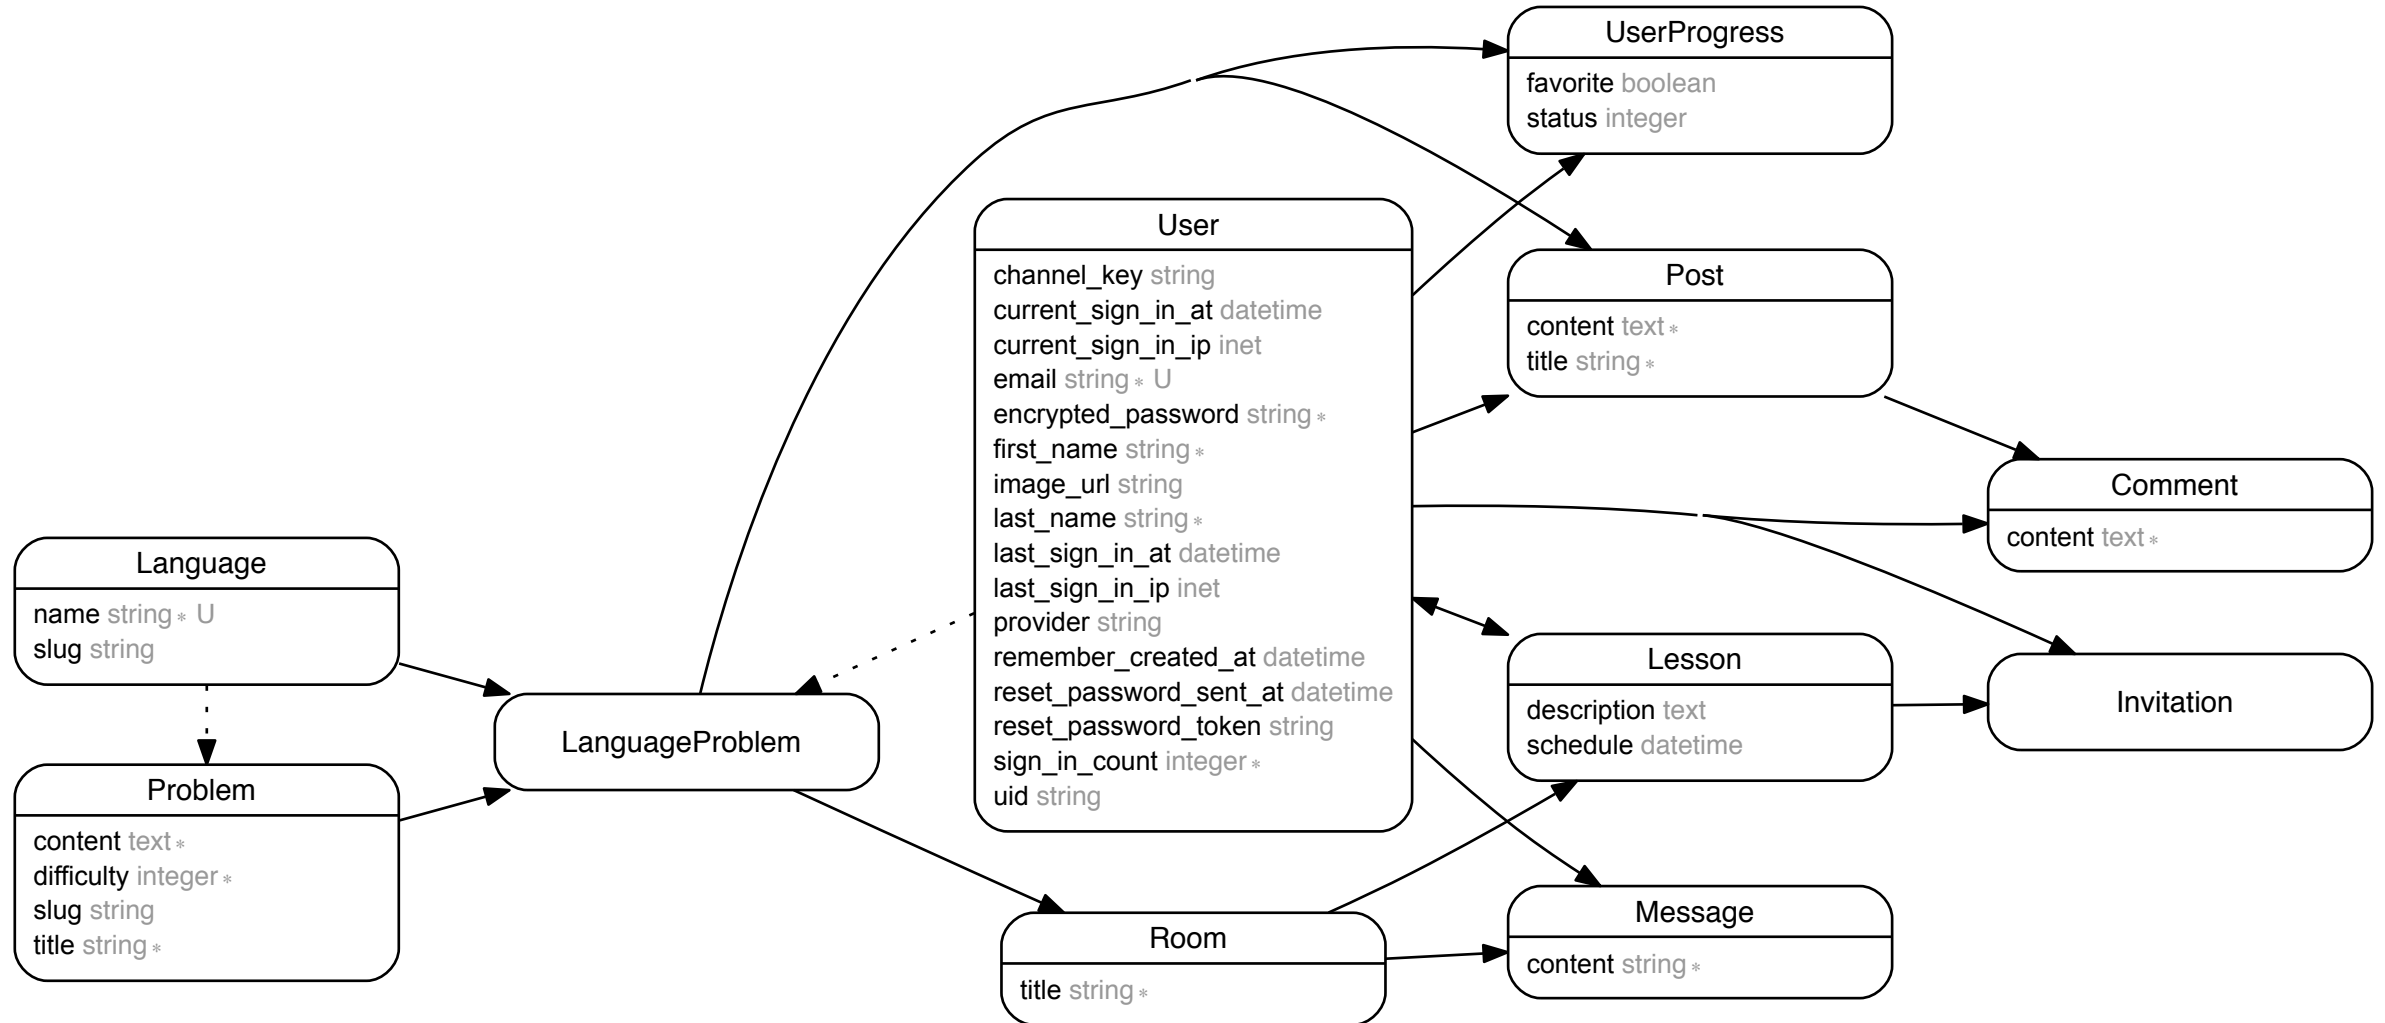 UserProgress
favorite boolean
status integer
User
channel_key string
current_sign_in_at datetime
current_sign_in_ip inet
email string * U
encrypted_password string *
first_name string *
image_url string
last_name string *
last_sign_in_at datetime
last_sign_in_ip inet
provider string
remember_created_at datetime
reset_password_sent_at datetime
reset_password_token string
sign_in_count integer *
uid string
Post
content text *
title string *
Comment
content text *
Language
name string * U
slug string
LanguageProblem
Lesson
description text
schedule datetime
Invitation
Problem
content text *
difficulty integer *
slug string
title string *
Room
title string *
Message
content string *